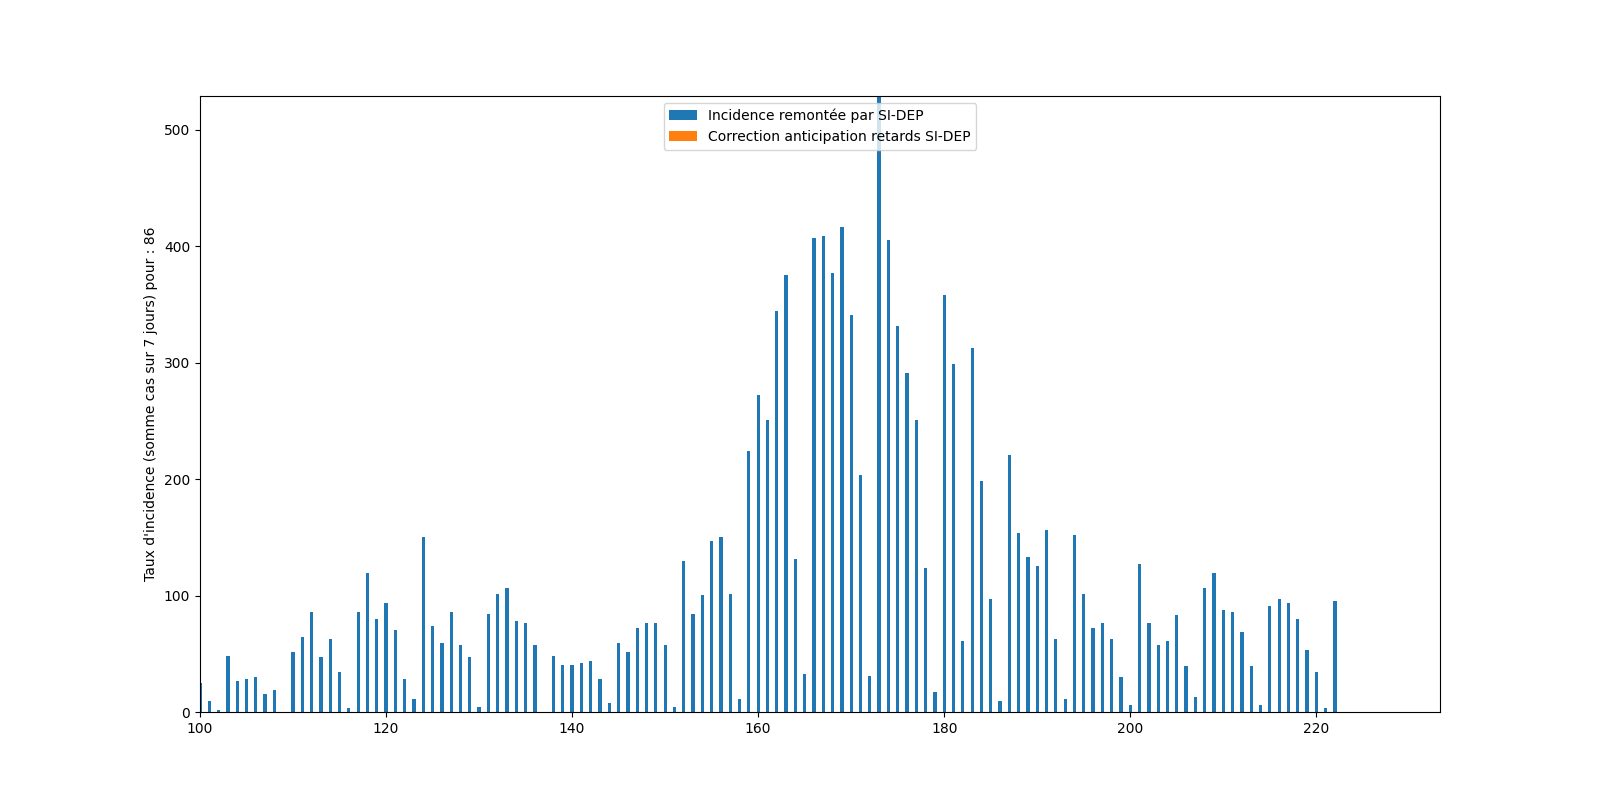 Incidence remontée par SI-DEP
Correction anticipation retards SI-DEP
Taux d'incidence (somme cas sur 7 jours) pour : 86
500
400
300
200
100
0
100 120 140 160 180 200 220